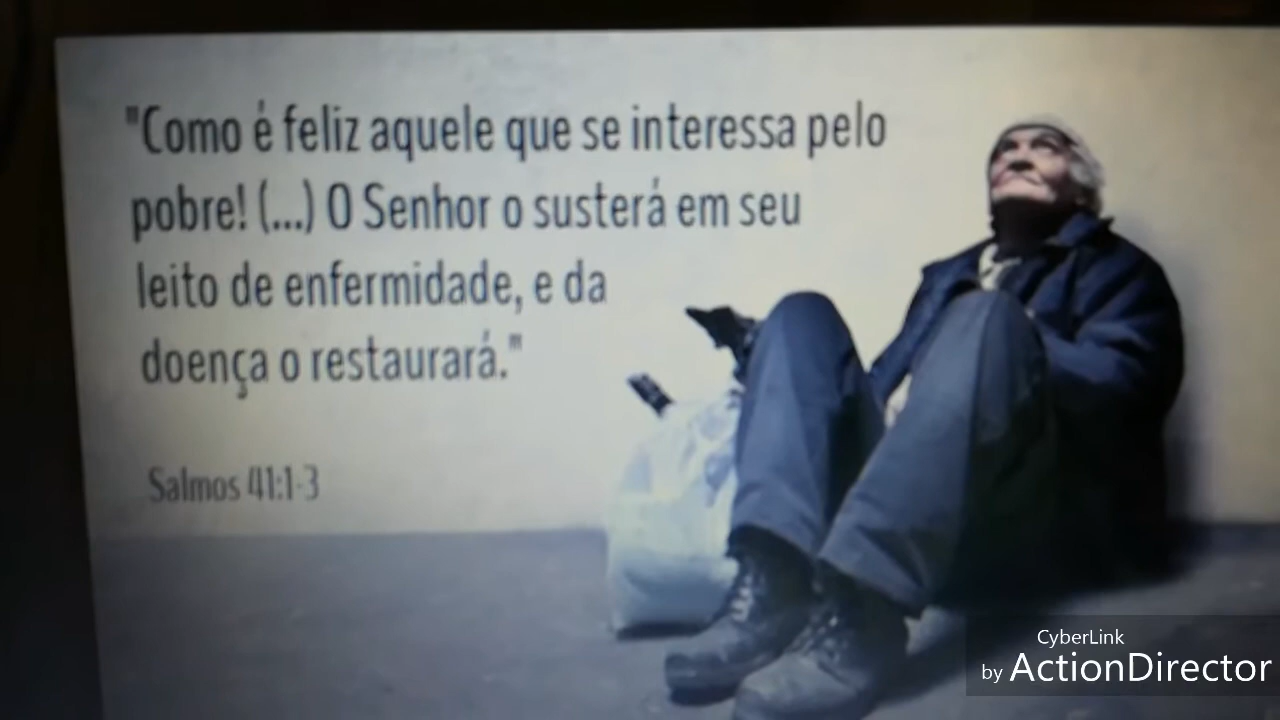 "Como é feliz aquele que se interessa pelo
pobre! (...) O Senhor o susterá em seu
leito de enfermidade, e da
doença o restaurará."
Salmos 41:1-3
CyberLink
by ActionDirector